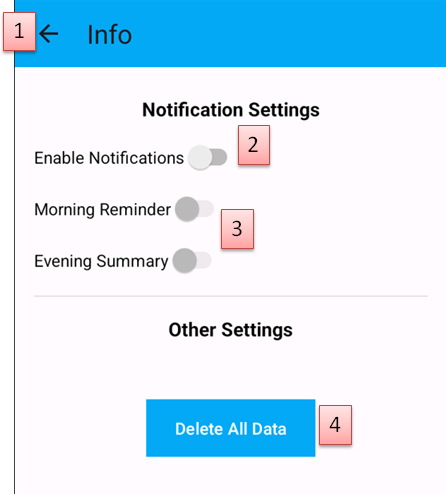 1
Info
Notification Settings
Enable Notifications
2
Morning Reminder
3
Evening Summary
Other Settings
Delete All Data
4